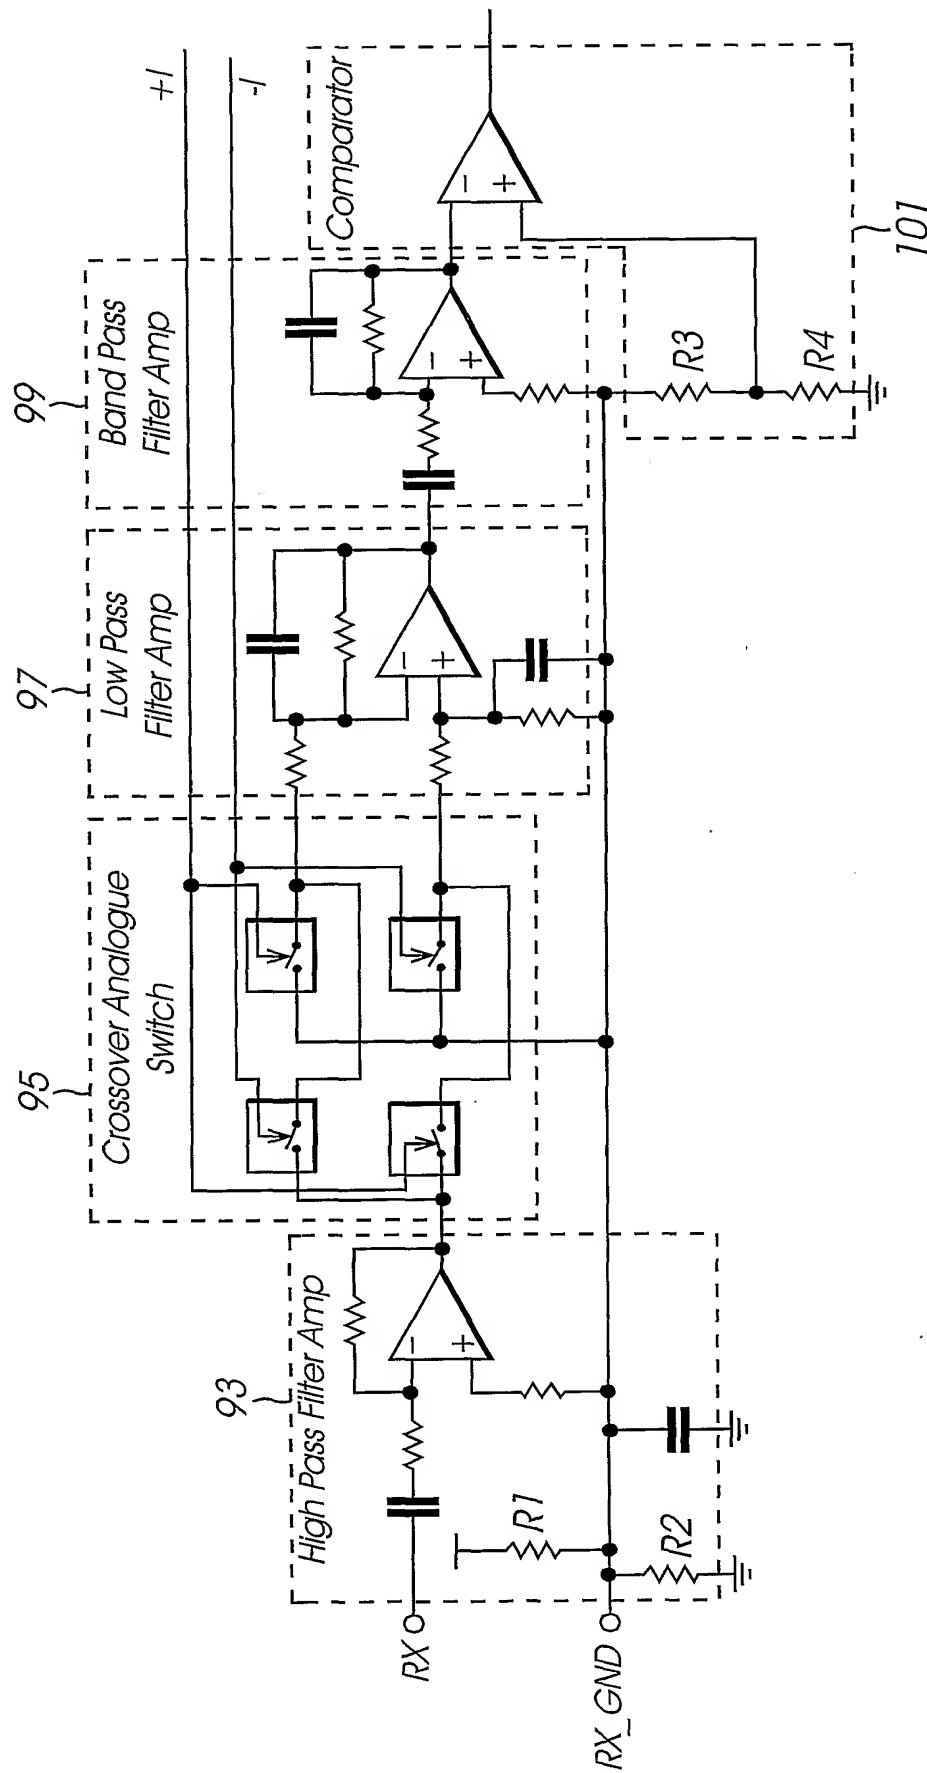 93
High Pass Filter Amp
RX
R1
R2
RX_GND
95
Crossover Analogue
Switch
97
Low Pass
Filter Amp
−
+
99
Band Pass
Filter Amp
−
+
+I
-I
Comparator
−
+
R3
R4
101
−
+